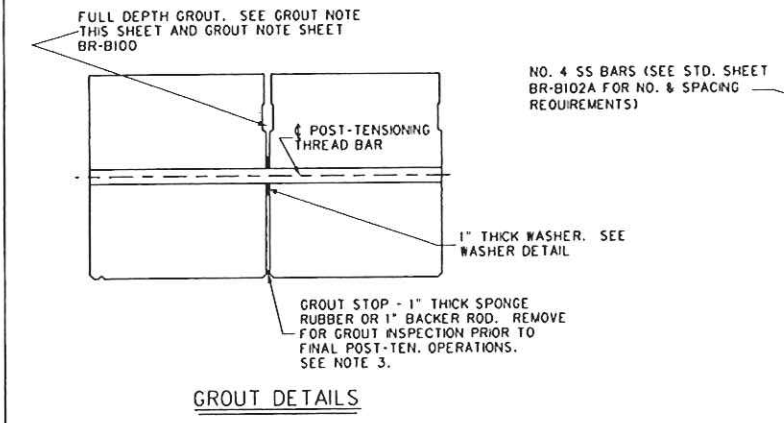 FULL DEPTH GROUT. SEE GROUT NOTE
THIS SHEET AND GROUT NOTE SHEET
BR-B100
NO. 4 SS BARS (SEE STD. SHEET
BR-B102A FOR NO. & SPACING
REQUIREMENTS)
℄ POST-TENSIONING
THREAD BAR
1" THICK WASHER. SEE
WASHER DETAIL
GROUT STOP - 1" THICK SPONGE
RUBBER OR 1" BACKER ROD. REMOVE
FOR GROUT INSPECTION PRIOR TO
FINAL POST-TEN. OPERATIONS.
SEE NOTE 3.
GROUT DETAILS